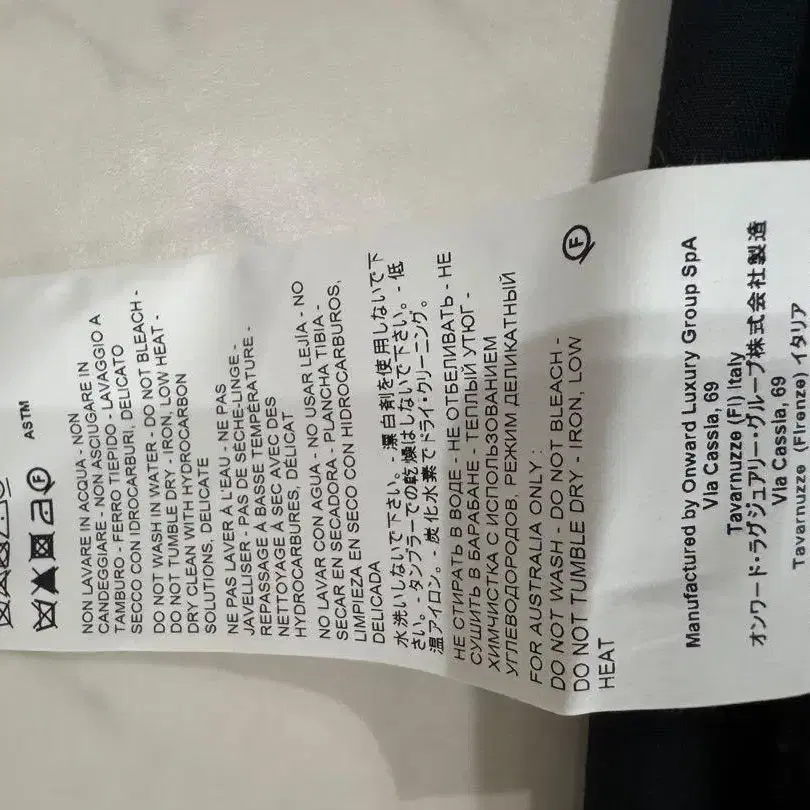 ASTM
F
NON LAVARE IN ACQUA - NON
CANDEGGIARE - NON ASCIUGARE IN
TAMBURO - FERRO TIEPIDO - LAVAGGIO A
SECCO CON IDROCARBURI, DELICATO
DO NOT WASH IN WATER - DO NOT BLEACH -
DO NOT TUMBLE DRY - IRON, LOW HEAT -
DRY CLEAN WITH HYDROCARBON
SOLUTIONS, DELICATE
NE PAS LAVER À L'EAU - NE PAS
JAVELLISER - PAS DE SÈCHE-LINGE -
REPASSAGE À BASSE TEMPÉRATURE -
NETTOYAGE À SEC AVEC DES
HYDROCARBURES, DÉLICAT
NO LAVAR CON AGUA - NO USAR LEJÍA - NO
SECAR EN SECADORA - PLANCHA TIBIA -
LIMPIEZA EN SECO CON HIDROCARBUROS,
DELICADA
水洗いしないで下さい。- 漂白剤を使用しないで下
さい。- タンブラーでの乾燥はしないで下さい。- 低
温アイロン。- 炭化水素でドライ・クリーニング。
НЕ СТИРАТЬ В ВОДЕ - НЕ ОТБЕЛИВАТЬ - НЕ
СУШИТЬ В БАРАБАНЕ - ТЕПЛЫЙ УТЮГ -
ХИМЧИСТКА С ИСПОЛЬЗОВАНИЕМ
УГЛЕВОДОРОДОВ, РЕЖИМ ДЕЛИКАТНЫЙ
FOR AUSTRALIA ONLY :
DO NOT WASH - DO NOT BLEACH -
DO NOT TUMBLE DRY - IRON, LOW
HEAT
F
Manufactured by Onward Luxury Group SpA
Via Cassia, 69
Tavarnuzze (FI) Italy
オンワード・ラグジュアリー・グループ株式会社製造
Via Cassia, 69
Tavarnuzze (Firenze) イタリア